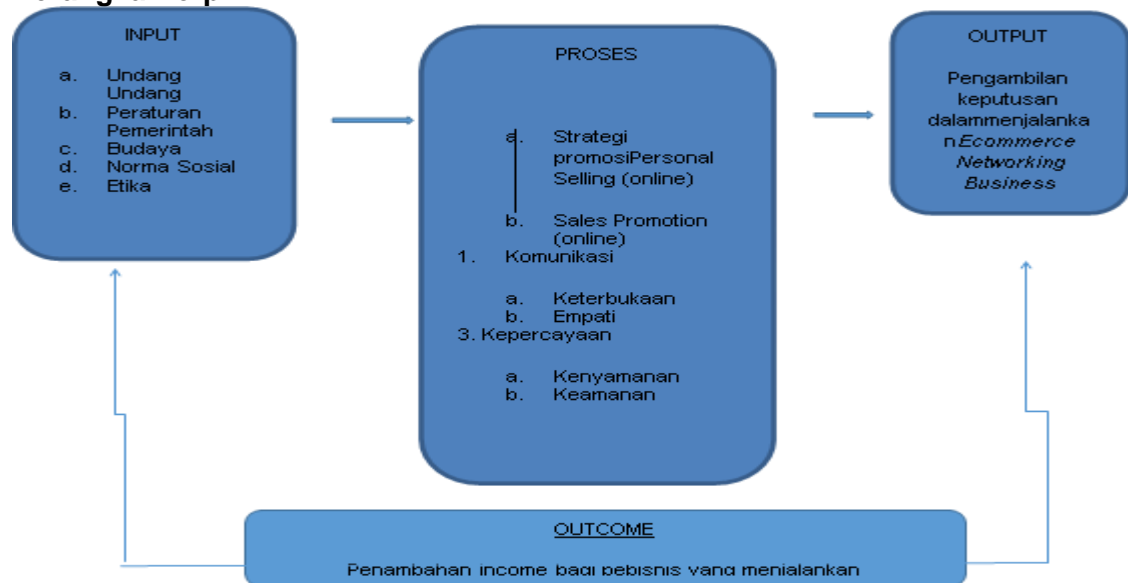 INPUT
a. Undang
Undang
b. Peraturan
Pemerintah
c. Budaya
d. Norma Sosial
e. Etika
PROSES
a. Strategi
promosiPersonal
Selling (online)
b. Sales Promotion
(online)
1. Komunikasi
a. Keterbukaan
b. Empati
3. Kepercayaan
a. Kenyamanan
b. Keamanan
OUTPUT
Pengambilan
keputusan
dalammenjalanka
nEcommerce
Networking
Business
OUTCOME
Penambahan income bagi pebisnis yang menjalankan